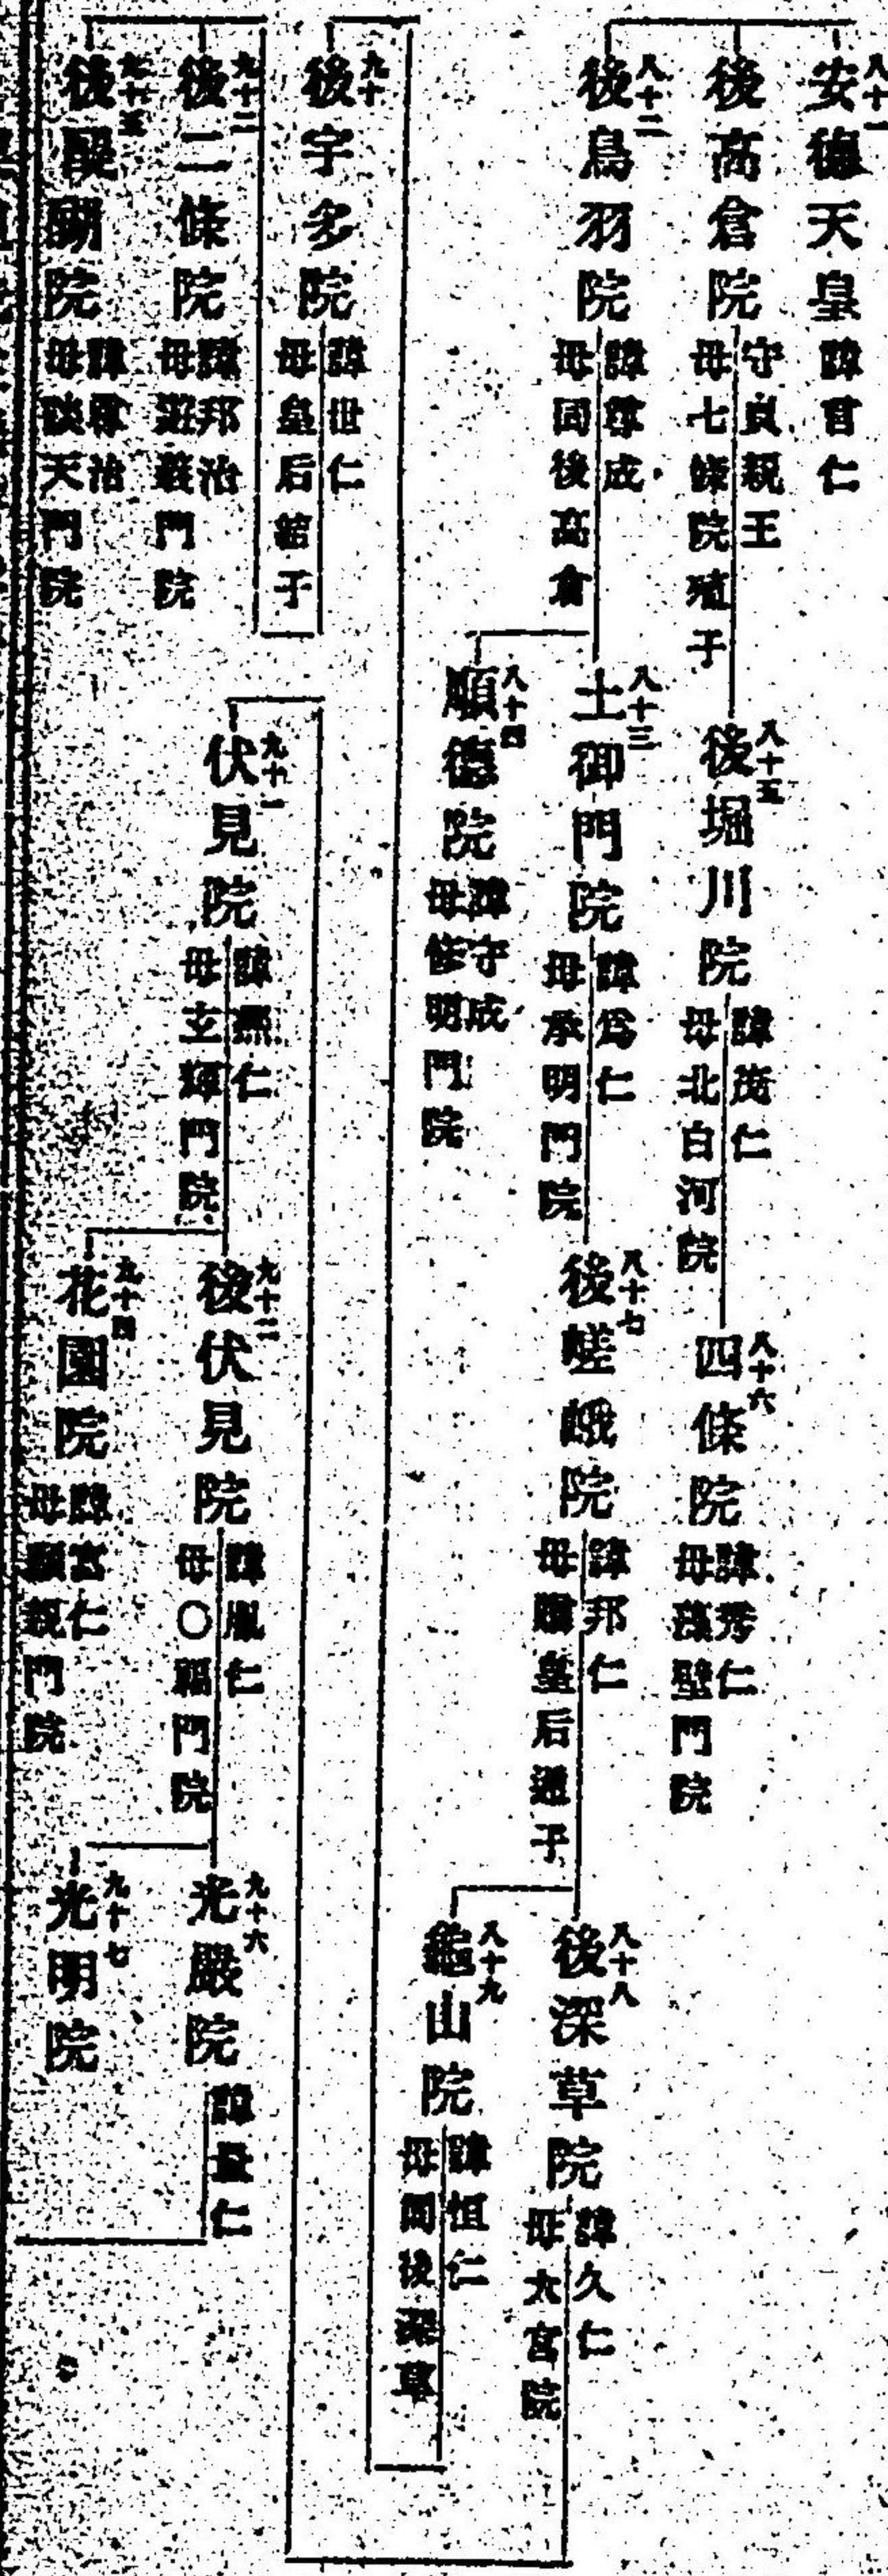 八十一
安德天皇
諱言仁
後高倉院
守貞親王
母七條院殖子
八十五
後堀川院
諱茂仁
母北白河院
八十六
四條院
諱秀仁
母藻壁門院
八十二
後鳥羽院
諱尊成
母同後高倉
八十三
土御門院
諱爲仁
母承明門院
八十七
後嵯峨院
諱邦仁
母贈皇后通子
八十八
後深草院
諱久仁
母大宮院
八十九
龜山院
諱恒仁
母同後深草
八十四
順德院
諱守成
母修明門院
九十
後宇多院
諱世仁
母皇后結子
九十一
伏見院
諱熈仁
母玄輝門院
九十二
後伏見院
諱胤仁
母〇福門院
九十六
光嚴院
諱量仁
九十七
光明院
九十四
花園院
諱富仁
母顯親門院
九十二
後二條院
諱邦治
母門院
九十五
後醍醐院
諱尊治
母談天門院